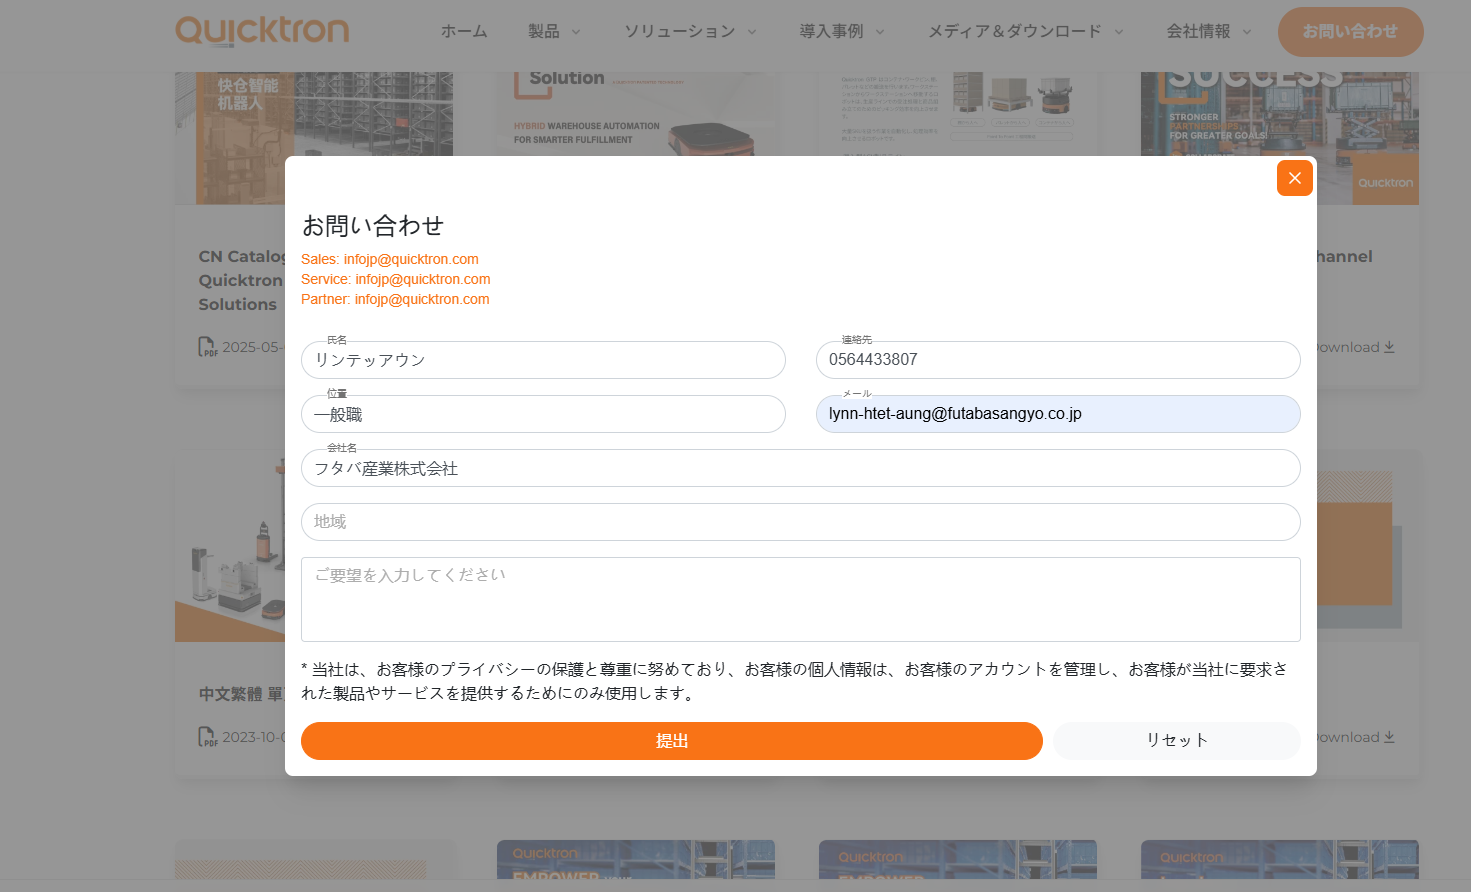 Quicktron
ホーム
製品
ソリューション
導入事例
メディア＆ダウンロード
会社情報
お問い合わせ
快仓智能
机器人
Solution
HYBRID WAREHOUSE AUTOMATION
FOR SMARTER FULFILLMENT
SUCCESS
STRONGER
PARTNERSHIPS,
FOR GREATER GOALS!
Quicktron
CN Catalog
Quicktron
Solutions
hannel
2025-05-
ownload
お問い合わせ
Sales: infojp@quicktron.com
Service: infojp@quicktron.com
Partner: infojp@quicktron.com
氏名
リンテッアウン
連絡先
0564433807
位置
一般職
メール
lynn-htet-aung@futabasangyo.co.jp
会社名
フタバ産業株式会社
地域
ご要望を入力してください
* 当社は、お客様のプライバシーの保護と尊重に努めており、お客様の個人情報は、お客様のアカウントを管理し、お客様が当社に要求さ
れた製品やサービスを提供するためにのみ使用します。
提出
リセット
中文繁體 單
2023-10-0
ownload
Quicktron
EMPOWER YOUR
Quicktron
EMPOWER
Quicktron